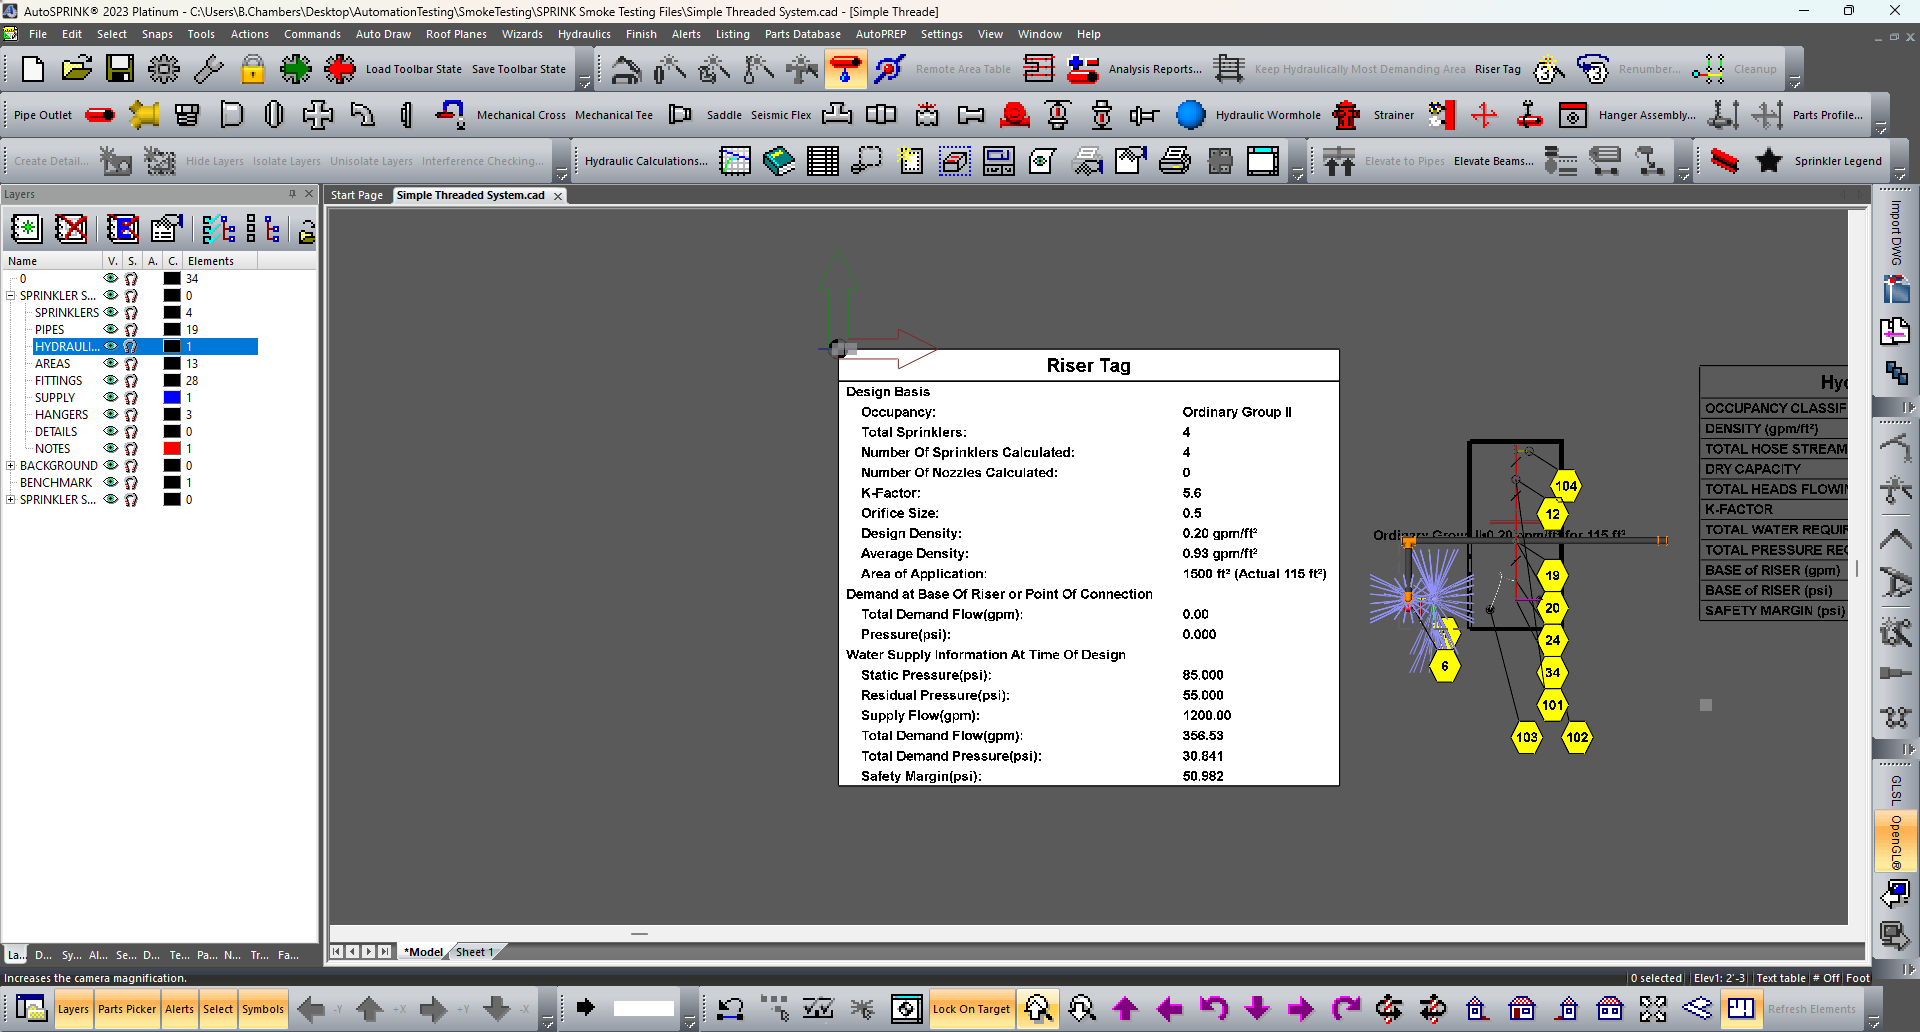 AutoSPRINK® 2023 Platinum - C:\Users\B.Chambers\Desktop\AutomationTesting\SmokeTesting\SPRINK Smoke Testing Files\Simple Threaded System.cad - [Simple Threade]
File Edit Select Snaps Tools Actions Commands Auto Draw Roof Planes Wizards Hydraulics Finish Alerts Listing Parts Database AutoPREP Settings View Window Help
Load Toolbar State Save Toolbar State Remote Area Table Analysis Reports... Keep Hydraulically Most Demanding Area Riser Tag Renumber... Cleanup
Pipe Outlet Mechanical Cross Mechanical Tee Saddle Seismic Flex Hydraulic Wormhole Strainer Hanger Assembly... Parts Profile...
Create Detail... Hide Layers Isolate Layers Unisolate Layers Interference Checking... Hydraulic Calculations... Elevate to Pipes Elevate Beams... Sprinkler Legend
Layers
Start Page Simple Threaded System.cad
Name V. S. A. C. Elements
0 34
SPRINKLER S... 0
SPRINKLERS 4
PIPES 19
HYDRAULI... 1
AREAS 13
FITTINGS 28
SUPPLY 1
HANGERS 3
DETAILS 0
NOTES 1
BACKGROUND 0
BENCHMARK 1
SPRINKLER S... 0
Riser Tag
Design Basis
Occupancy: Ordinary Group II
Total Sprinklers: 4
Number Of Sprinklers Calculated: 4
Number Of Nozzles Calculated: 0
K-Factor: 5.6
Orifice Size: 0.5
Design Density: 0.20 gpm/ft²
Average Density: 0.93 gpm/ft²
Area of Application: 1500 ft² (Actual 115 ft²)
Demand at Base Of Riser or Point Of Connection
Total Demand Flow(gpm): 0.00
Pressure(psi): 0.000
Water Supply Information At Time Of Design
Static Pressure(psi): 85.000
Residual Pressure(psi): 55.000
Supply Flow(gpm): 1200.00
Total Demand Flow(gpm): 356.53
Total Demand Pressure(psi): 30.841
Safety Margin(psi): 50.982
104
12
Ordinary Group II 0.20 gpm/ft² for 115 ft²
19
20
24
6
34
101
103 102
Hy
OCCUPANCY CLASSIF
DENSITY (gpm/ft²)
TOTAL HOSE STREAM
DRY CAPACITY
TOTAL HEADS FLOWIN
K-FACTOR
TOTAL WATER REQUIR
TOTAL PRESSURE REQ
BASE of RISER (gpm)
BASE of RISER (psi)
SAFETY MARGIN (psi)
Import DWG
GLSL
OpenGL®
La... D... Sy... Al... Se... D... Te... Pa... N... Tr... Fa...
*Model Sheet 1
Increases the camera magnification. 0 selected Elev1: 2'-3 Text table # Off Foot
Layers Parts Picker Alerts Select Symbols -Y +X +Y -X Lock On Target Refresh Elements